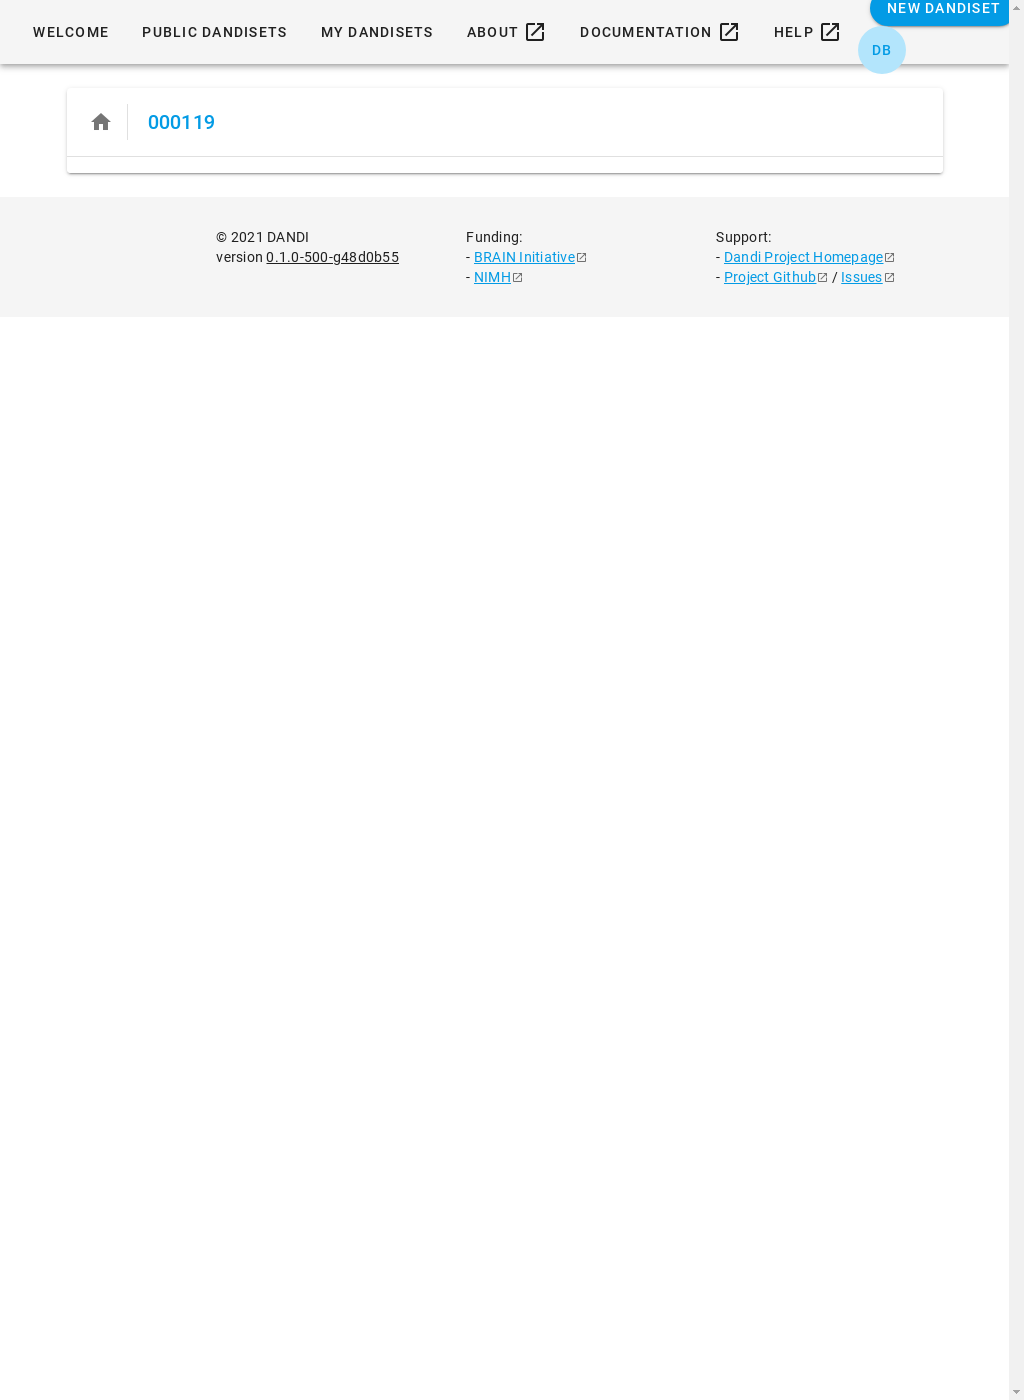 NEW DANDISET
WELCOME PUBLIC DANDISETS MY DANDISETS ABOUT DOCUMENTATION HELP
DB
000119
© 2021 DANDI
version 0.1.0-500-g48d0b55
Funding:
- BRAIN Initiative
- NIMH
Support:
- Dandi Project Homepage
- Project Github / Issues